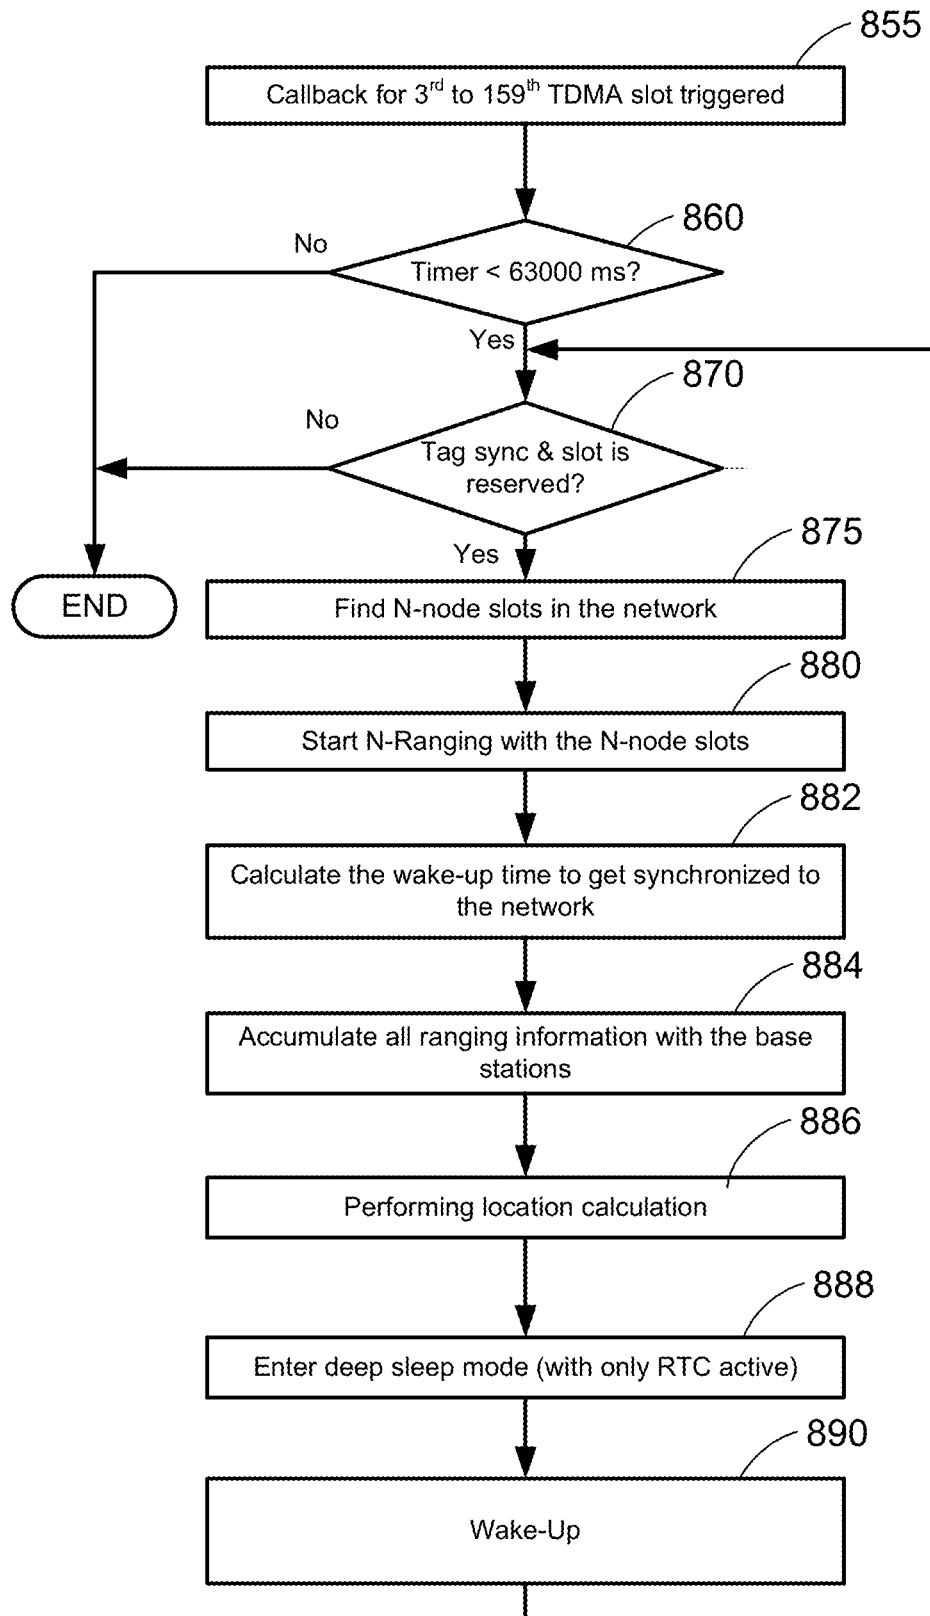 855
Callback for 3rd to 159th TDMA slot triggered
860
No
Timer < 63000 ms?
Yes
870
No
Tag sync & slot is
reserved?
875
Yes
END
Find N-node slots in the network
880
Start N-Ranging with the N-node slots
882
Calculate the wake-up time to get synchronized to
the network
884
Accumulate all ranging information with the base
stations
886
Performing location calculation
888
Enter deep sleep mode (with only RTC active)
890
Wake-Up